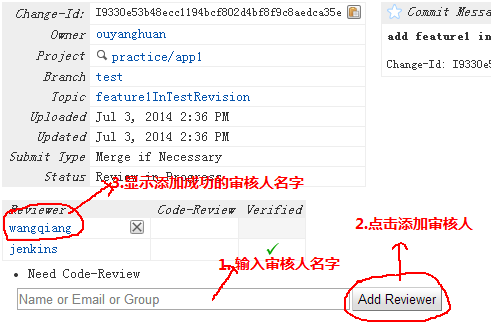 Change-Id: I9330e53b48ecc1194bcf802d4bf8f9c8aedca35e
Owner ouyanghuan
Project practice/app1
Branch test
Topic feature1InTestRevision
Uploaded Jul 3, 2014 2:36 PM
Updated Jul 3, 2014 2:36 PM
Submit Type Merge if Necessary
Status Review in Progress
Commit Messa
add feature1 in
Change-Id: I9330e
3.显示添加成功的审核人名字
Reviewer Code-Review Verified
wangqiang
jenkins
2.点击添加审核人
Need Code-Review
1.输入审核人名字
Name or Email or Group
Add Reviewer